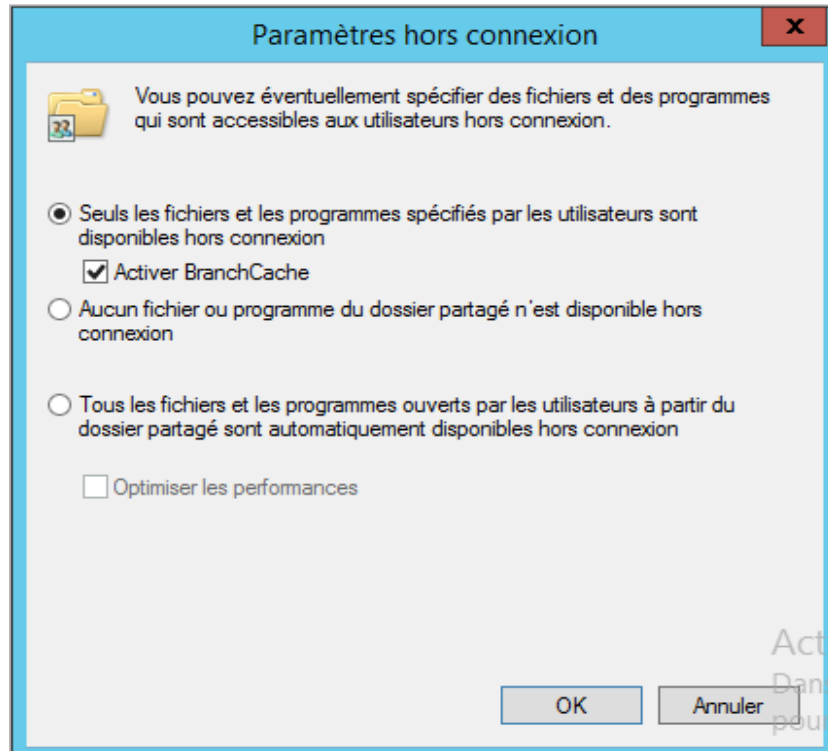 Paramètres hors connexion
x
Vous pouvez éventuellement spécifier des fichiers et des programmes
qui sont accessibles aux utilisateurs hors connexion.
Seuls les fichiers et les programmes spécifiés par les utilisateurs sont
disponibles hors connexion
Activer BranchCache
Aucun fichier ou programme du dossier partagé n'est disponible hors
connexion
Tous les fichiers et les programmes ouverts par les utilisateurs à partir du
dossier partagé sont automatiquement disponibles hors connexion
Optimiser les performances
Act
Dan
OK
Annuler
pou